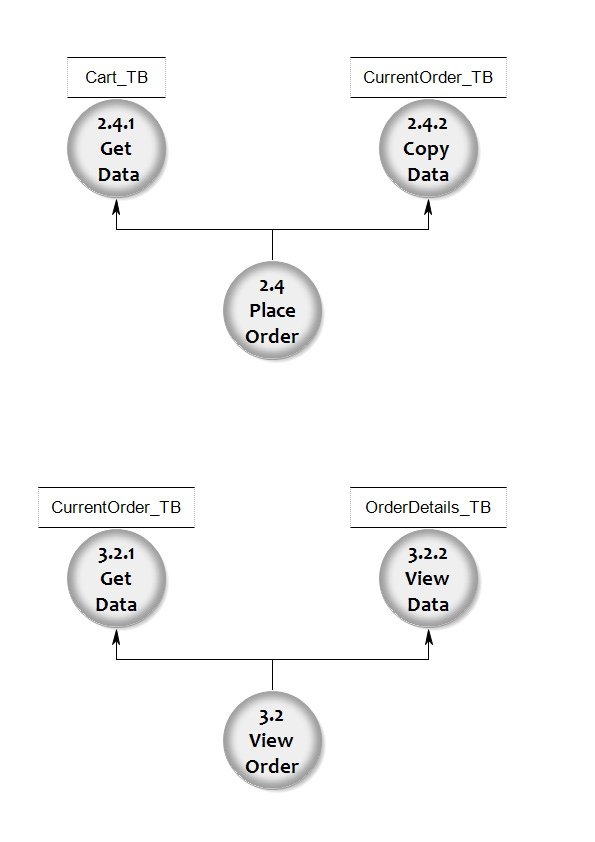 Cart_TB
CurrentOrder_TB
2.4.1
Get
Data
2.4.2
Copy
Data
2.4
Place
Order
CurrentOrder_TB
OrderDetails_TB
3.2.1
Get
Data
3.2.2
View
Data
3.2
View
Order